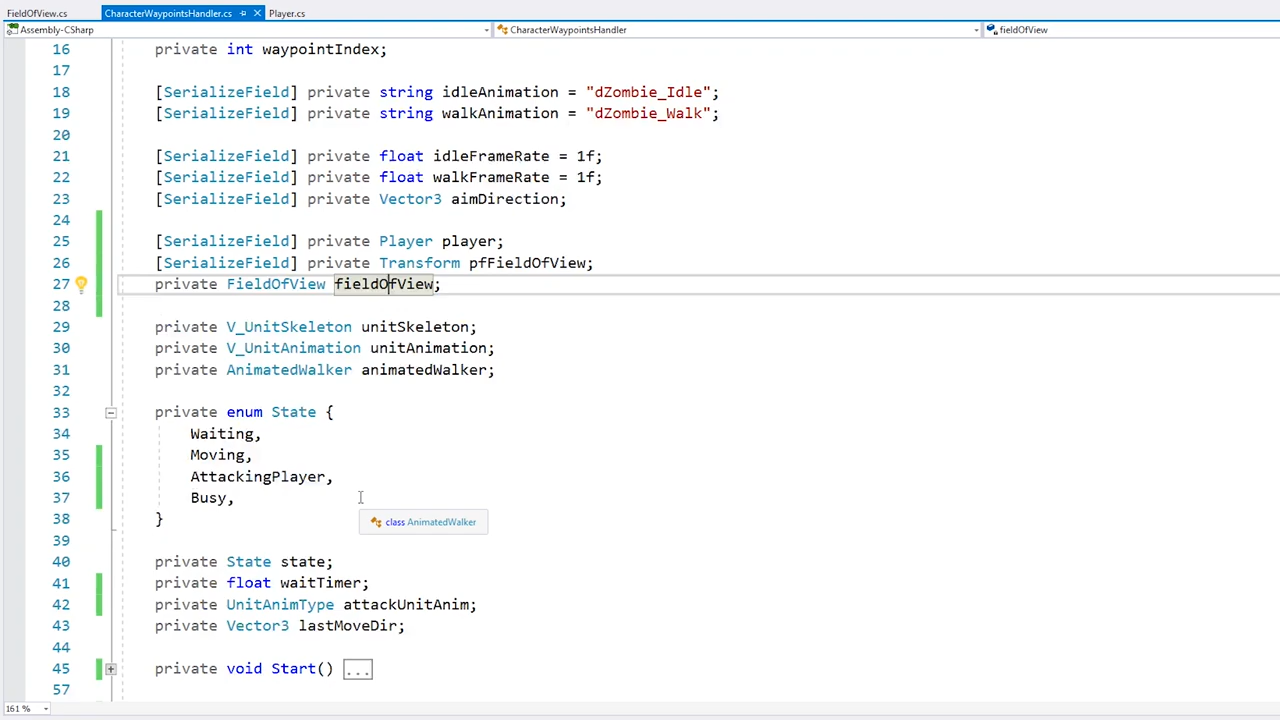 FieldOfView.cs CharacterWaypointsHandler.cs Player.cs
Assembly-CSharp CharacterWaypointsHandler fieldOfView
16 private int waypointIndex;
17
18 [SerializeField] private string idleAnimation = "dZombie_Idle";
19 [SerializeField] private string walkAnimation = "dZombie_Walk";
20
21 [SerializeField] private float idleFrameRate = 1f;
22 [SerializeField] private float walkFrameRate = 1f;
23 [SerializeField] private Vector3 aimDirection;
24
25 [SerializeField] private Player player;
26 [SerializeField] private Transform pfFieldOfView;
27 private FieldOfView fieldOfView;
28
29 private V_UnitSkeleton unitSkeleton;
30 private V_UnitAnimation unitAnimation;
31 private AnimatedWalker animatedWalker;
32
33 private enum State {
34 Waiting,
35 Moving,
36 AttackingPlayer,
37 Busy,
class AnimatedWalker
38 }
39
40 private State state;
41 private float waitTimer;
42 private UnitAnimType attackUnitAnim;
43 private Vector3 lastMoveDir;
44
45 private void Start() ...
57
161 %